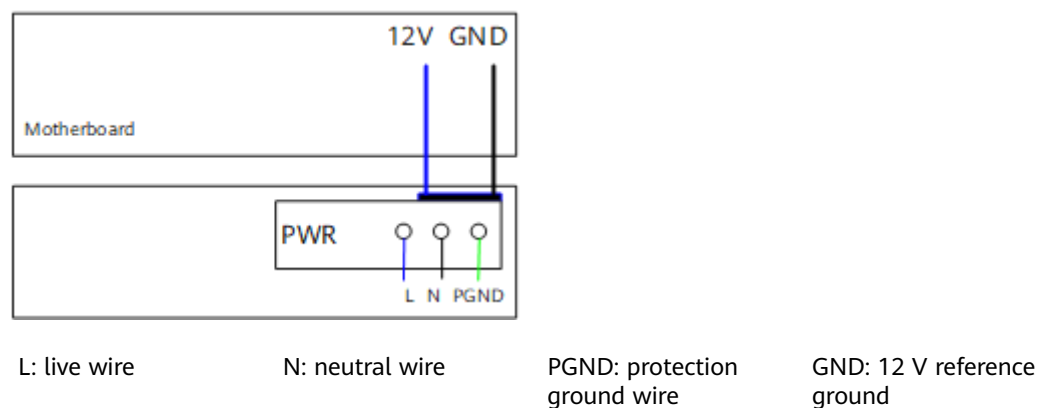 12V GND
Motherboard
PWR
L N PGND
L: live wire N: neutral wire PGND: protection ground wire GND: 12 V reference ground